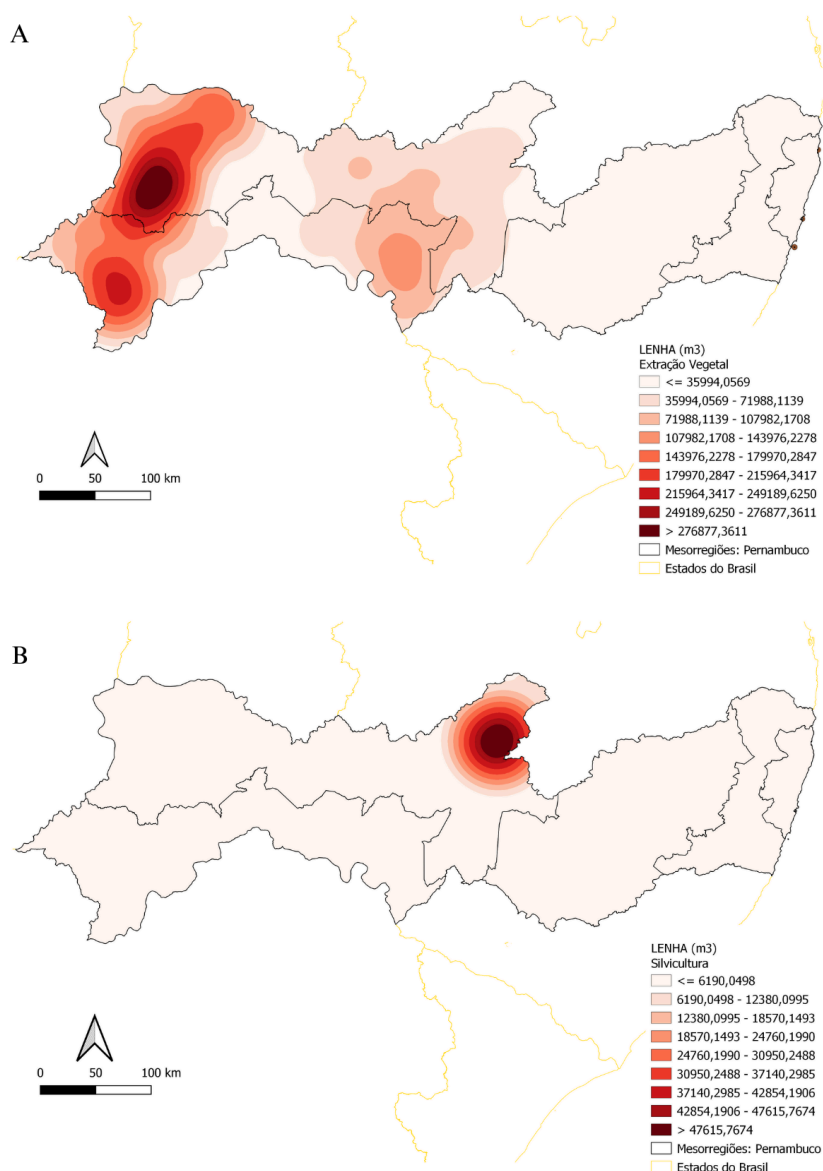 A
LENHA (m3)
Extração Vegetal
<= 35994,0569
35994,0569 - 71988,1139
71988,1139 - 107982,1708
107982,1708 - 143976,2278
143976,2278 - 179970,2847
179970,2847 - 215964,3417
215964,3417 - 249189,6250
249189,6250 - 276877,3611
> 276877,3611
Mesorregiões: Pernambuco
Estados do Brasil
0 50 100 km
B
LENHA (m3)
Silvicultura
<= 6190,0498
6190,0498 - 12380,0995
12380,0995 - 18570,1493
18570,1493 - 24760,1990
24760,1990 - 30950,2488
30950,2488 - 37140,2985
37140,2985 - 42854,1906
42854,1906 - 47615,7674
> 47615,7674
Mesorregiões: Pernambuco
Estados do Brasil
0 50 100 km